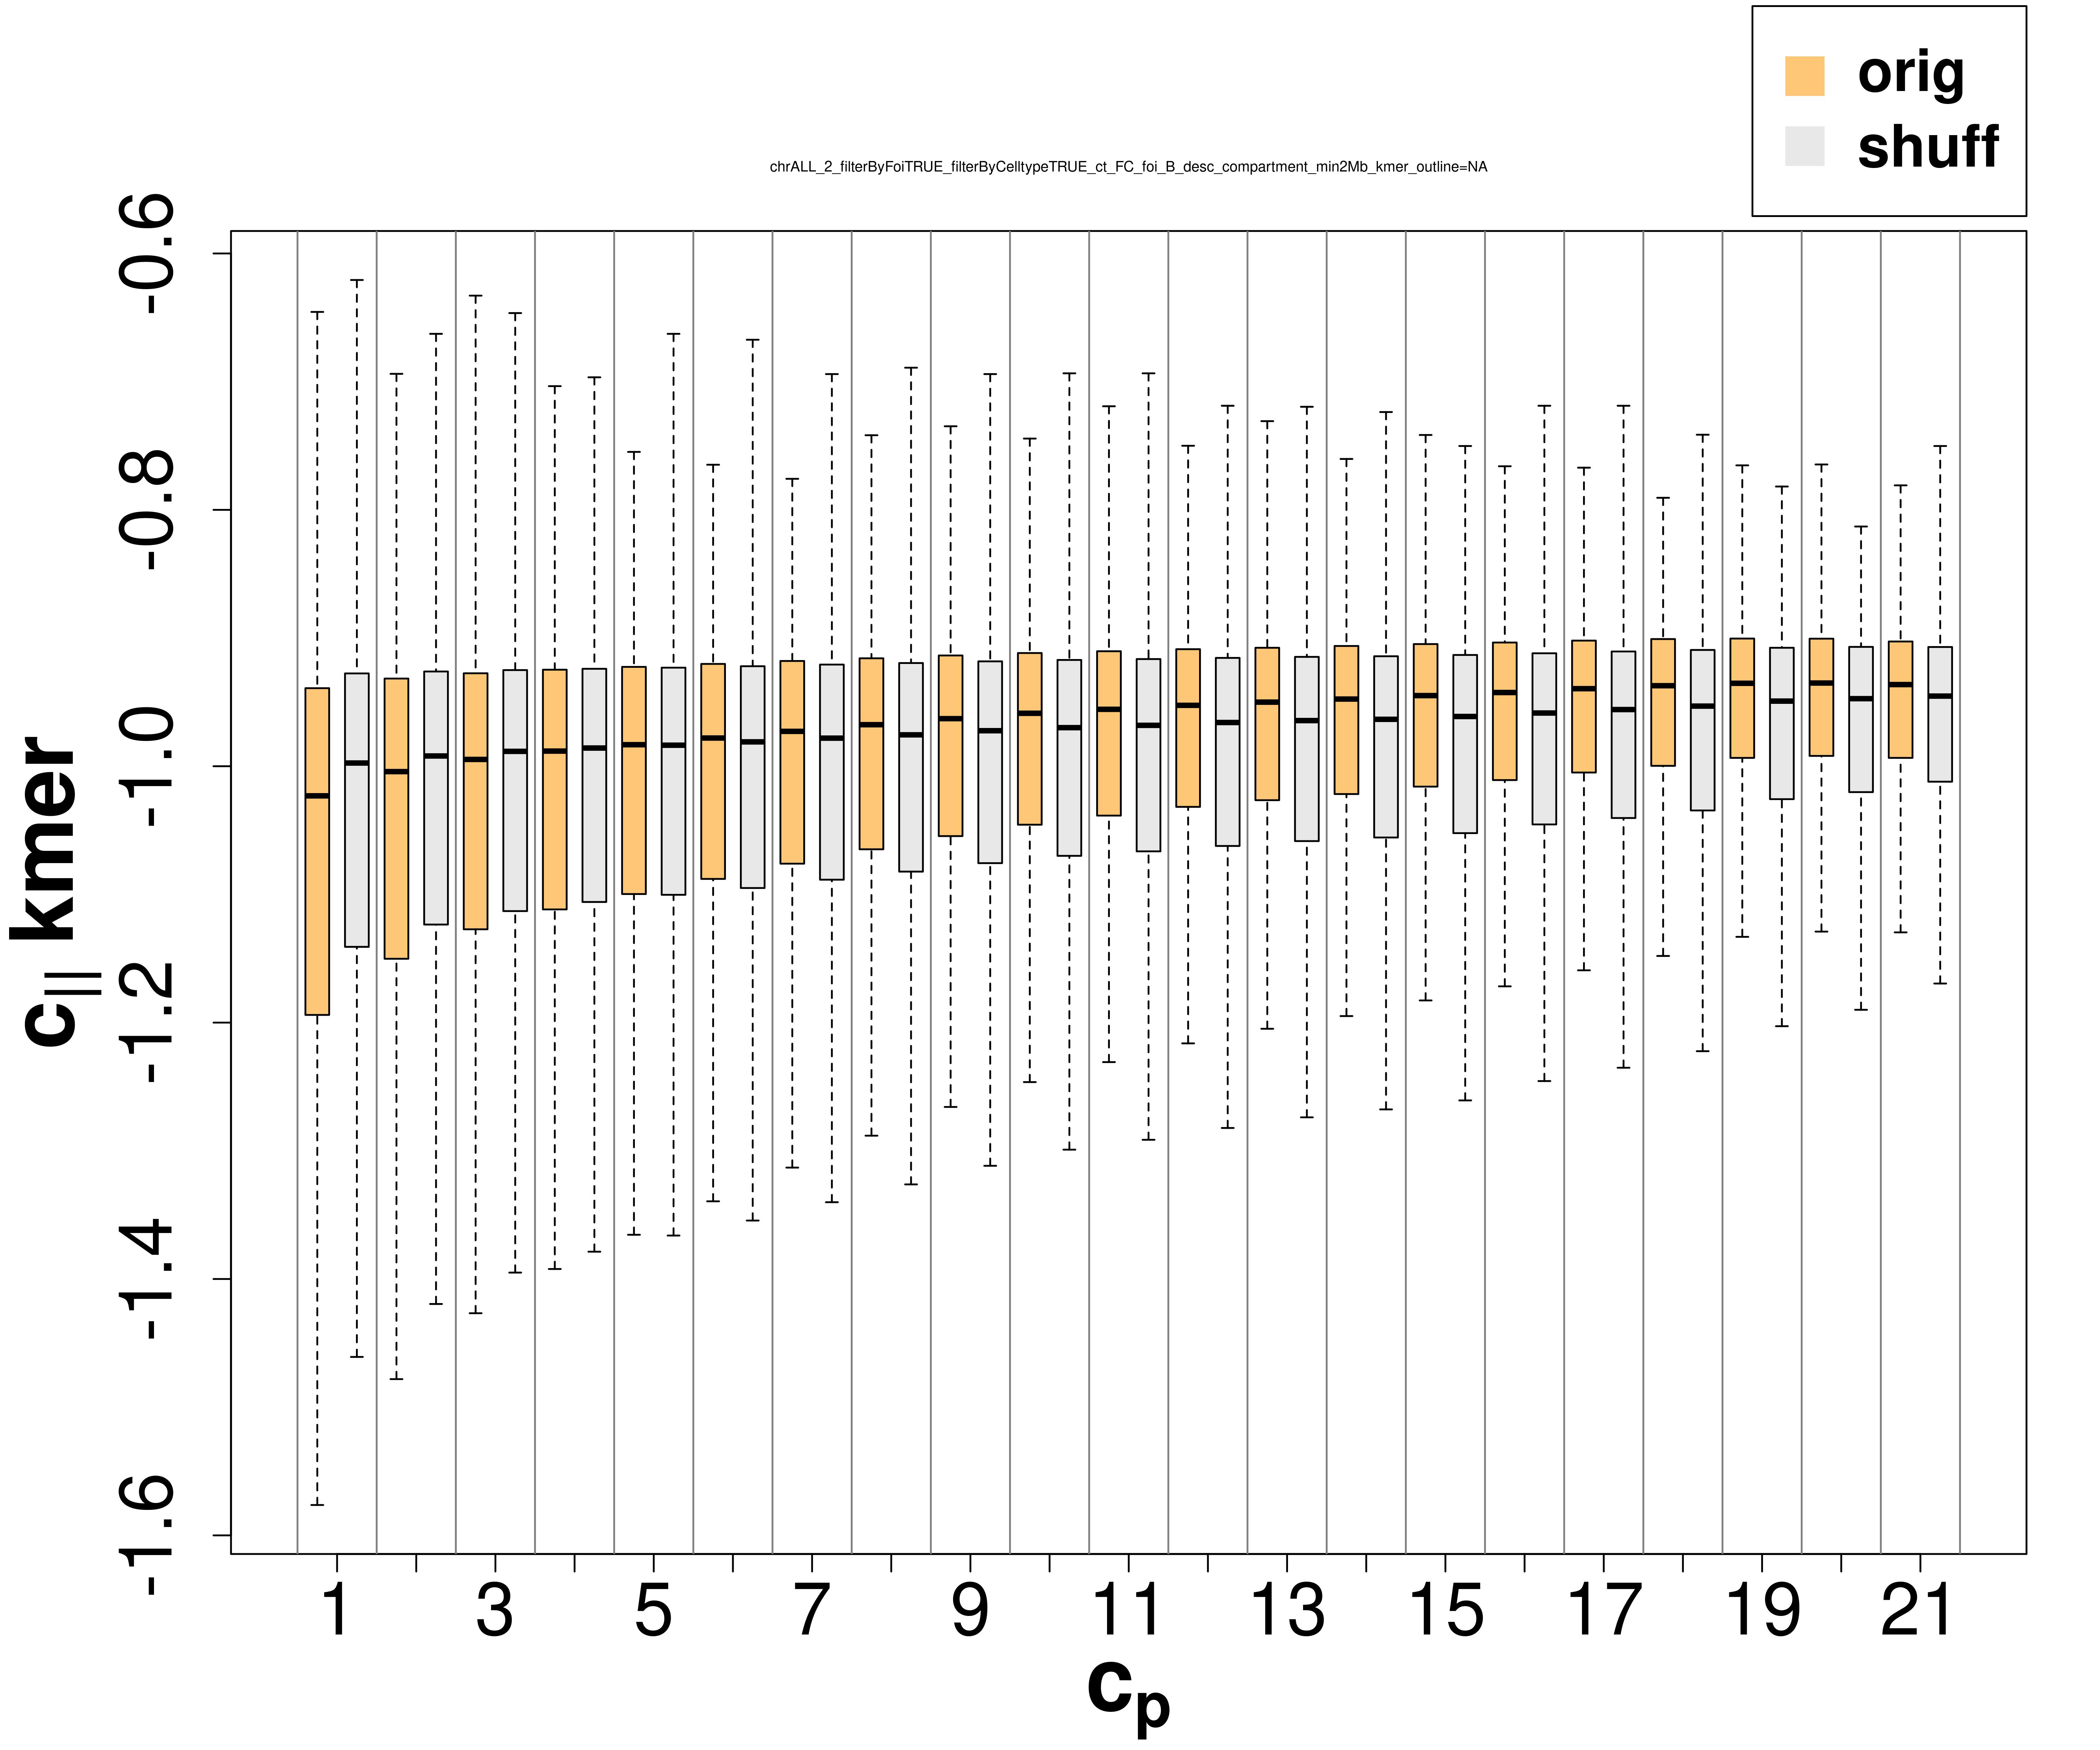 orig
shuff
chrALL_2_filterByFoiTRUE_filterByCelltypeTRUE_ct_FC_foi_B_desc_compartment_min2Mb_kmer_outline=NA
-0.6
-0.8
-1.0
-1.2
-1.4
-1.6
c|| kmer
1 3 5 7 9 11 13 15 17 19 21
cp